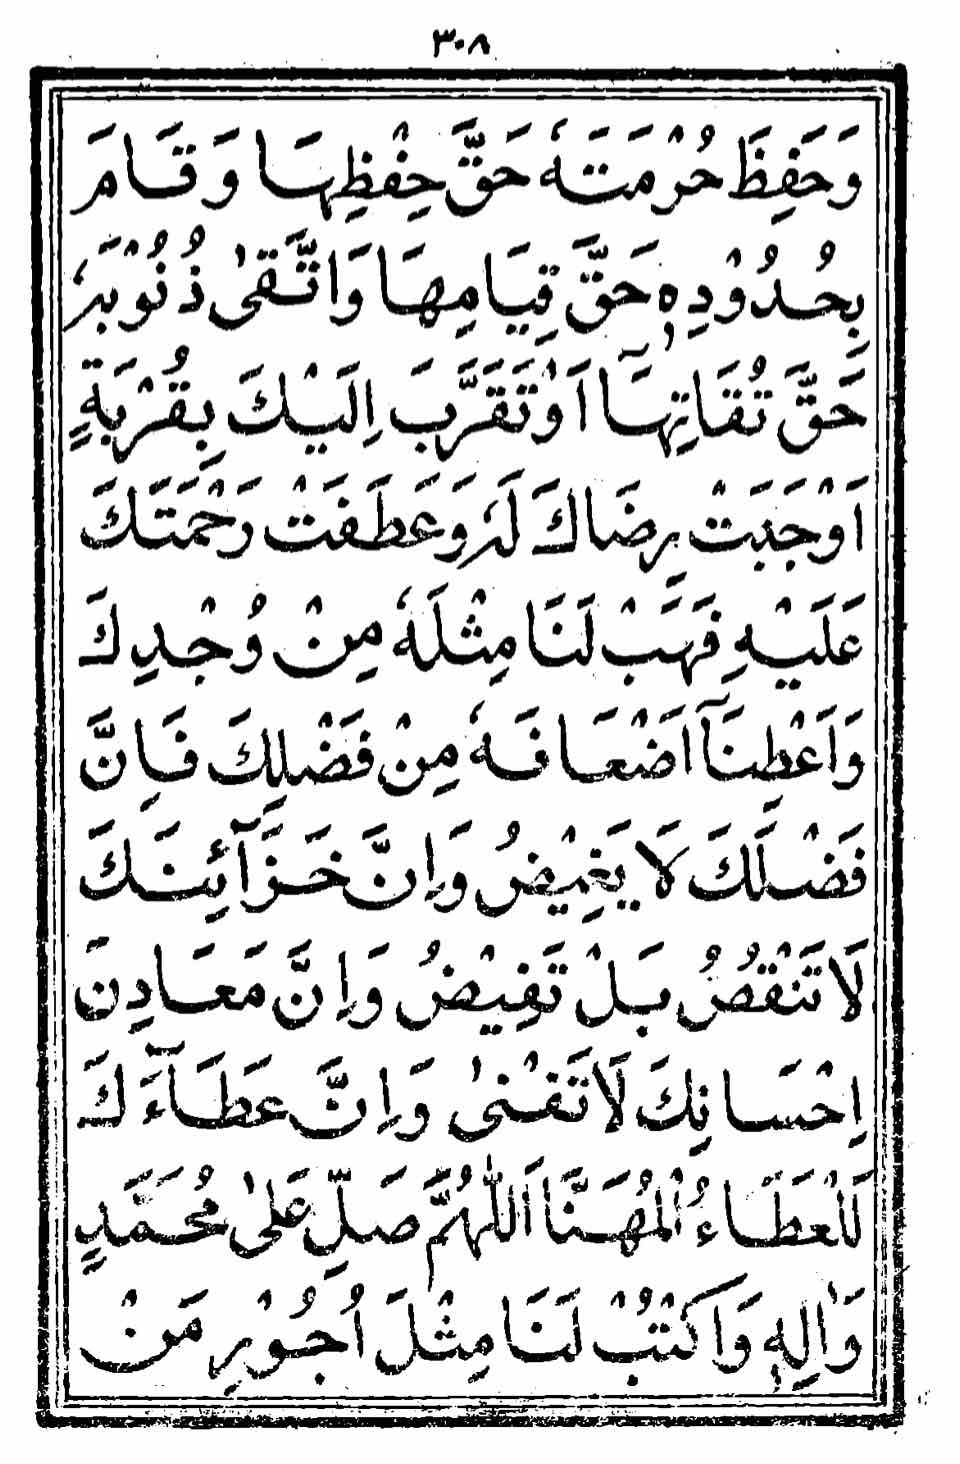 ٣٠٨
وَحَفِظَ حُرْمَتَهٗ حَقَّ حِفْظِهَا وَقَامَ
بِحُدُوْدِهٖ حَقَّ قِيَامِهَا وَاتَّقٰى ذُنُوْبَهٗ
حَقَّ تُقَاتِهَآ اَوْتَقَرَّبَ اِلَيْكَ بِقُرْبَةٍ
اَوْجَبَتْ رِضَاكَ لَهٗ وَعَطَفَتْ رَحْمَتَكَ
عَلَيْهِ فَهَبْ لَنَا مِثْلَهٗ مِنْ وُجْدِكَ
وَاَعْطِنَآ اَضْعَافَهٗ مِنْ فَضْلِكَ فَاِنَّ
فَضْلَكَ لَا يَغِيْضُ وَاِنَّ خَزَآئِنَكَ
لَا تَنْقُصُ بَلْ تَفِيْضُ وَاِنَّ مَعَادِنَ
اِحْسَانِكَ لَا تَفْنٰى وَاِنَّ عَطَآءَكَ
لَلْعَطَاءُ الْمُهَنَّا اَللّٰهُمَّ صَلِّ عَلٰى مُحَمَّدٍ
وَاٰلِهٖ وَاكْتُبْ لَنَا مِثْلَ اُجُوْرِ مَنْ